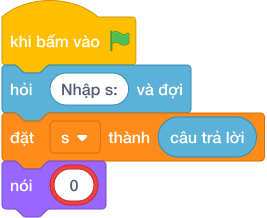 khi bấm vào
hỏi Nhập s: và đợi
đặt s thành câu trả lời
nói 0